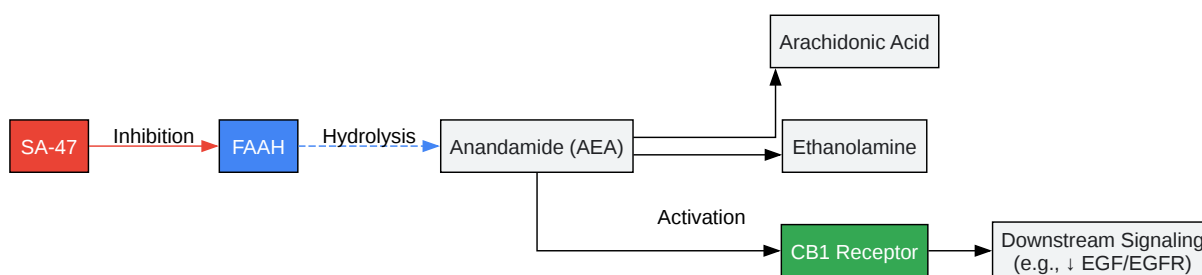 Arachidonic Acid
SA-47
Inhibition
FAAH
Hydrolysis
Anandamide (AEA)
Ethanolamine
Activation
CB1 Receptor
Downstream Signaling
(e.g., ↓ EGF/EGFR)